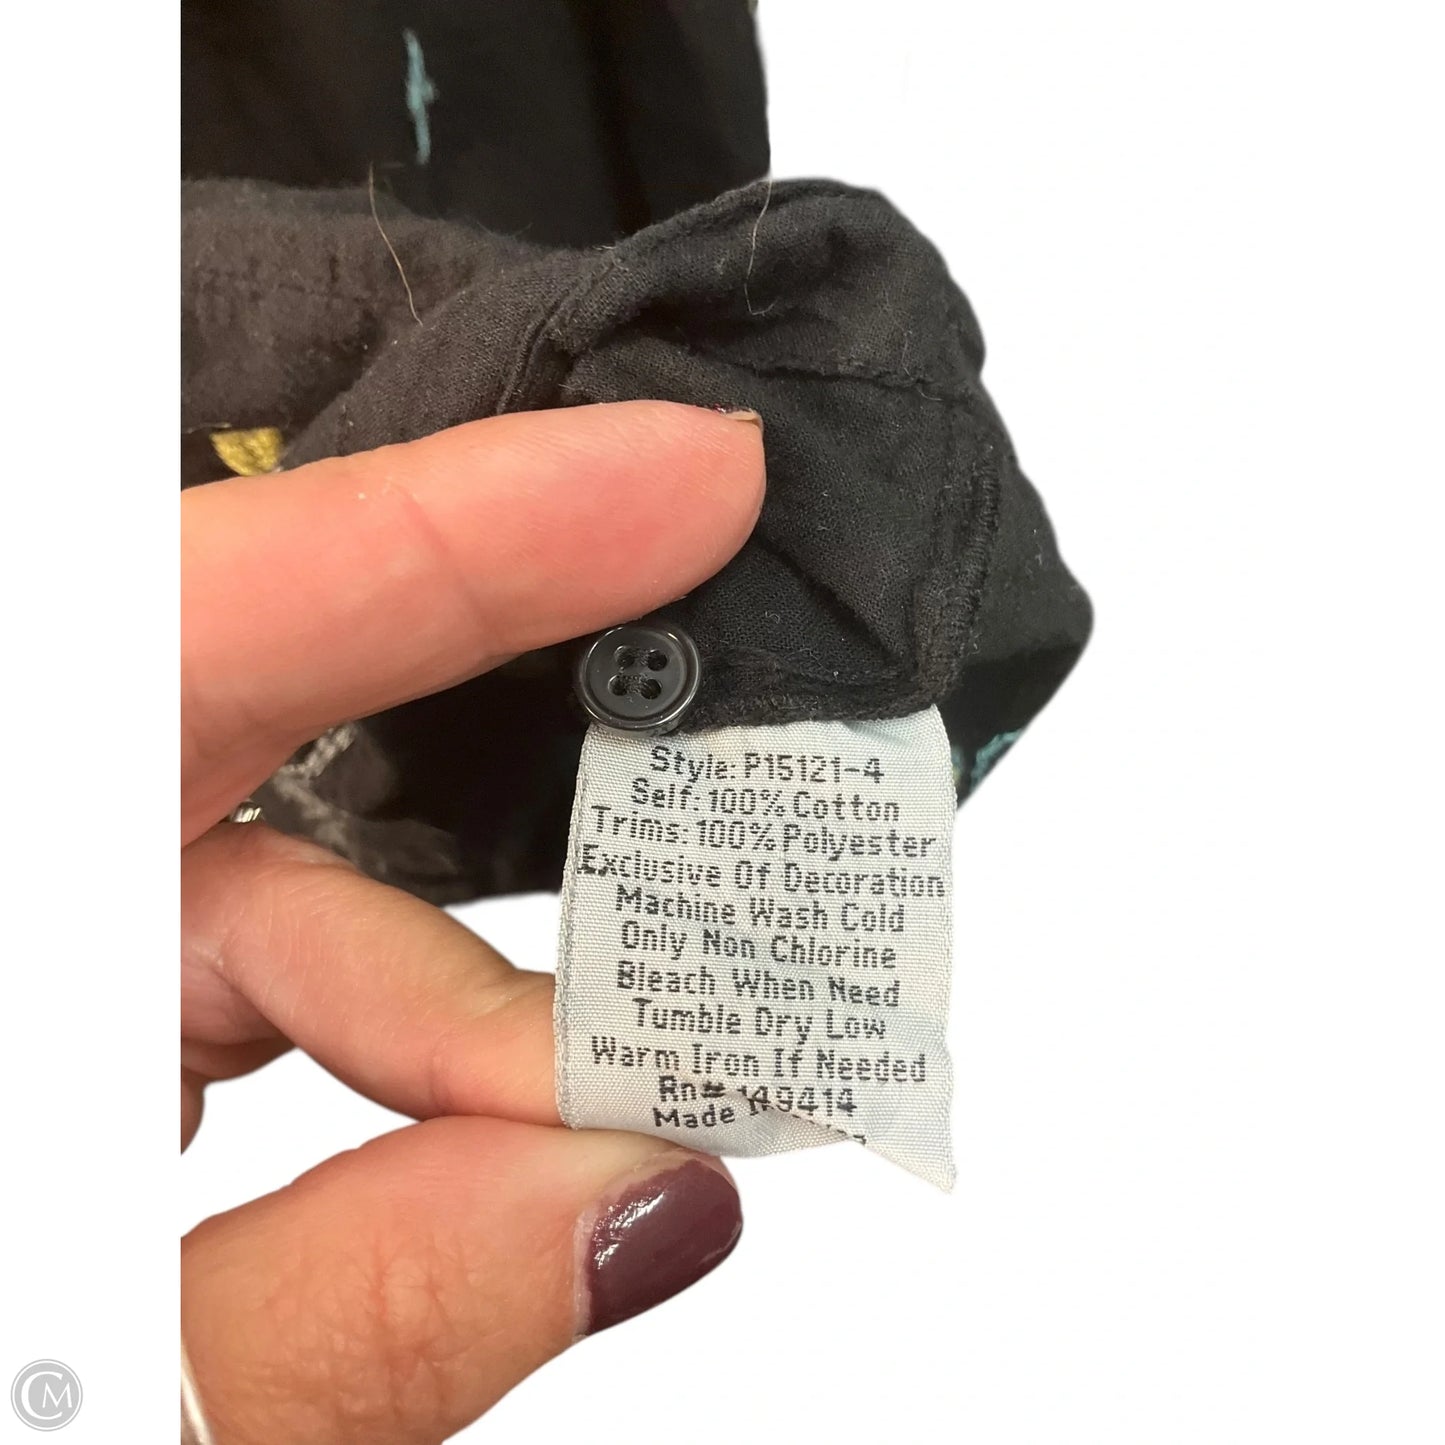 Style: P15121-4
Self: 100% Cotton
Trims: 100% Polyester
Exclusive Of Decoration
Machine Wash Cold
Only Non Chlorine
Bleach When Need
Tumble Dry Low
Warm Iron If Needed
Rn# 149414
Made
CM